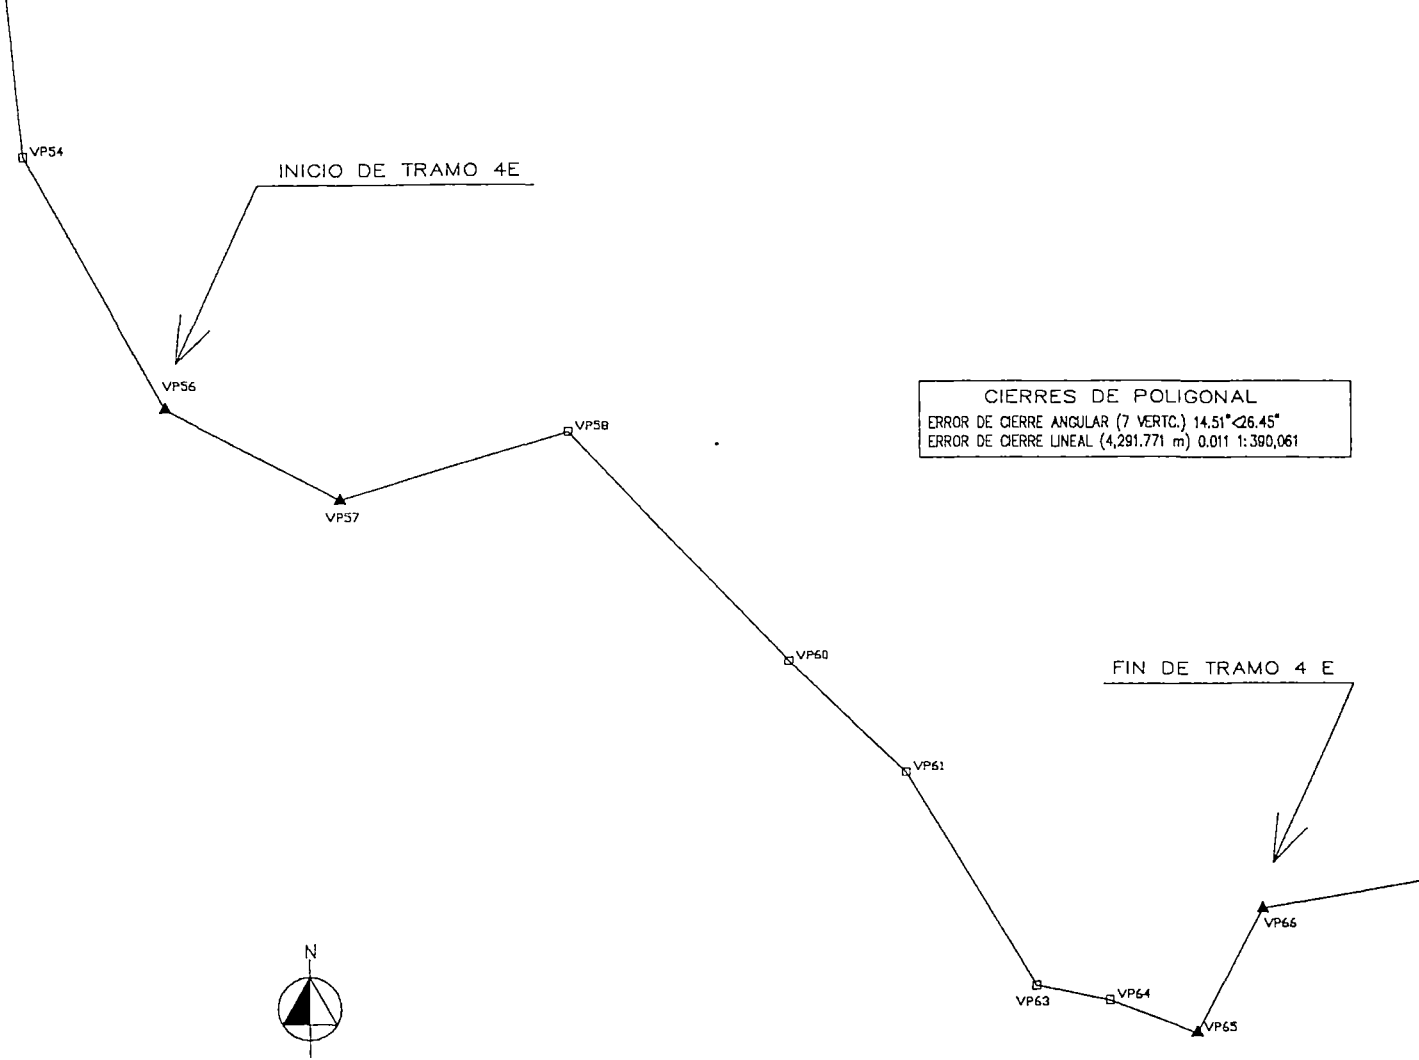 VP54
INICIO DE TRAMO 4E
VP56
CIERRES DE POLIGONAL
ERROR DE CIERRE ANGULAR (7 VERTC.) 14.51"<26.45"
ERROR DE CIERRE LINEAL (4,291.771 m) 0.011 1:390,061
VP58
VP57
VP60
FIN DE TRAMO 4 E
VP61
VP66
N
VP63
VP64
VP65